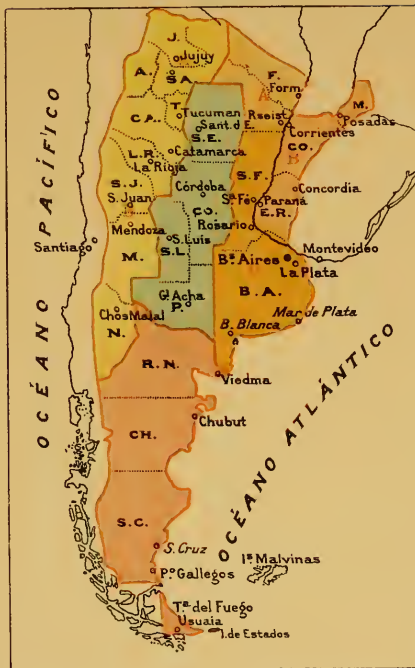 J.
Jujuy
A.
S A.
F.
Form.
A
M.
Posadas
CA.
T.
Tucuman
Sant. d E.
S.E.
Rseist.
Corrientes
CO.
L.R.
La Rioja
Catamarca
S.F.
Concordia
S.J.
S. Juan
Córdoba
CO.
Sª Fé
Paraná
E.R.
Rosario
Santiago
Mendoza
S. Luis
S.L.
M.
Montevideo
Bˢ Aires
La Plata
B. A.
Gˡ Acha
P.
Chos Malal
N.
B. Blanca
Mar de Plata
R.N.
Viedma
CH.
Chubut
S.C.
S. Cruz
Pº Gallegos
Iˢ Malvinas
Tª del Fuego
Usuaia
I. de Estados
OCÉANO PACÍFICO
OCÉANO ATLÁNTICO